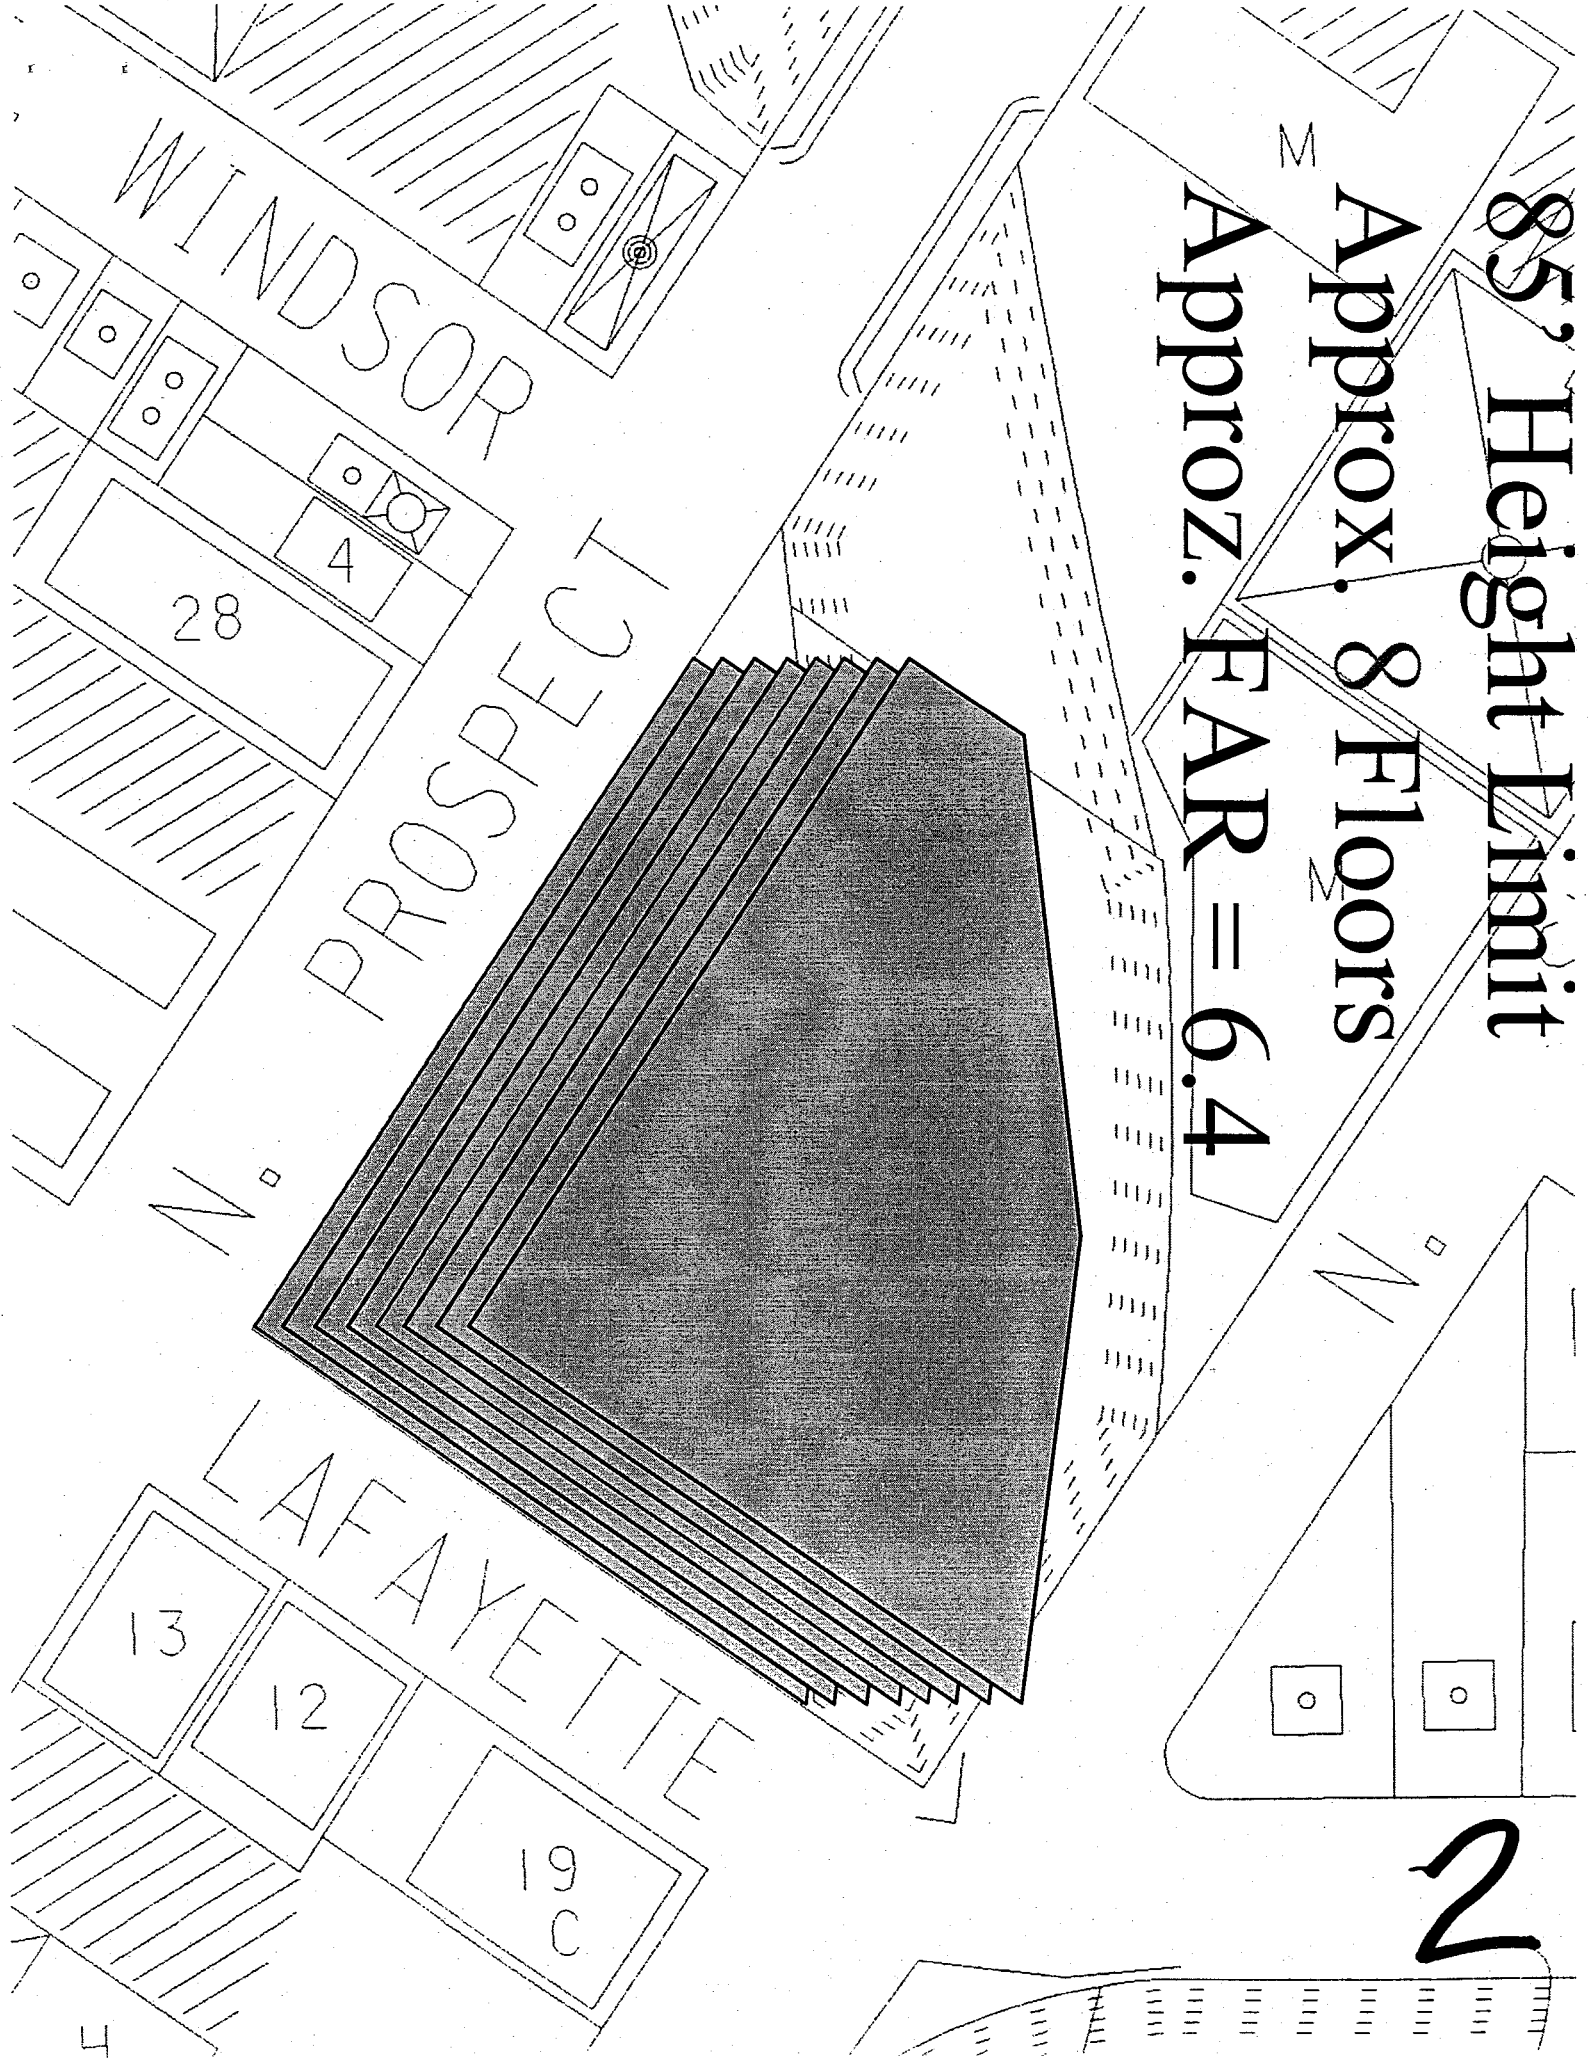 85' Height Limit
Approx. 8 Floors
Approz. FAR = 6.4
M
M
WINDSOR
N. PROSPECT
LAFAYETTE
N.
4
28
13
12
19
C
2
4